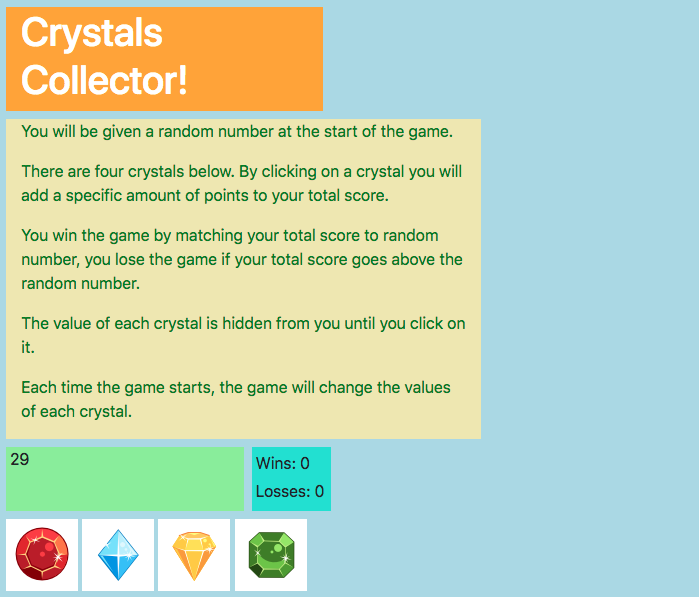 Crystals
Collector!
You will be given a random number at the start of the game.
There are four crystals below. By clicking on a crystal you will
add a specific amount of points to your total score.
You win the game by matching your total score to random
number, you lose the game if your total score goes above the
random number.
The value of each crystal is hidden from you until you click on
it.
Each time the game starts, the game will change the values
of each crystal.
29
Wins: 0
Losses: 0